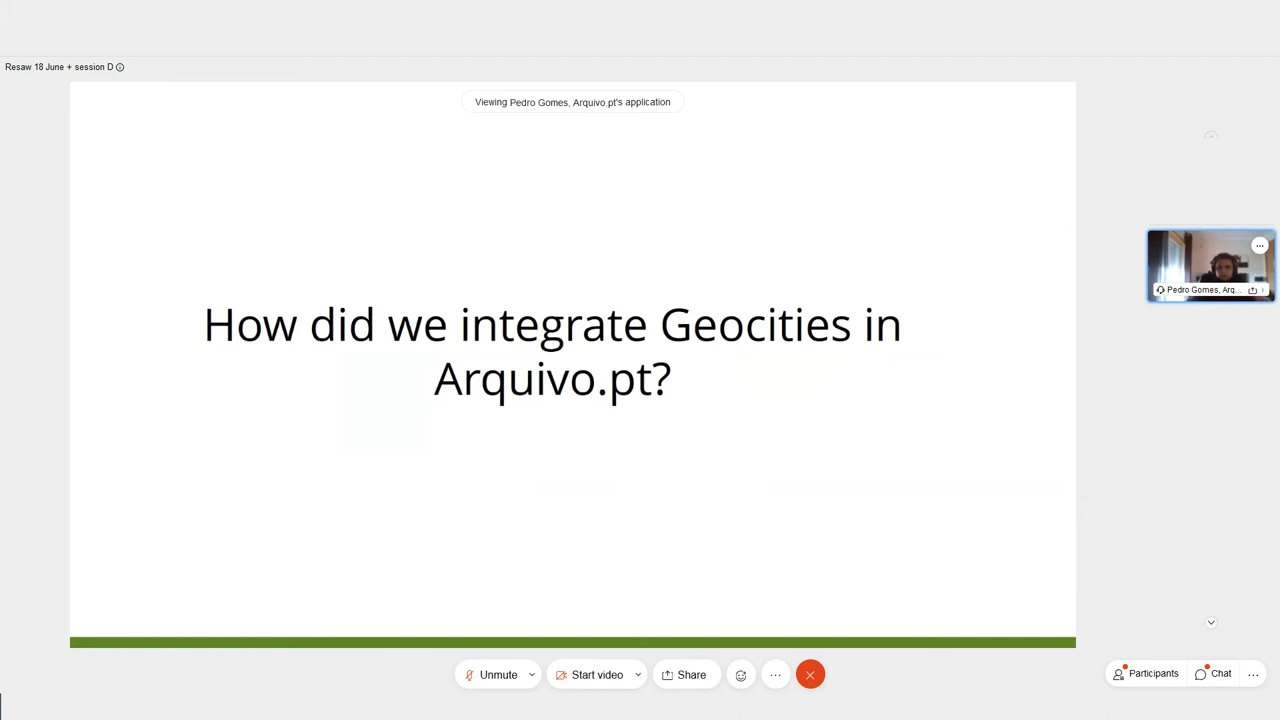 Resaw 18 June + session D
Viewing Pedro Gomes, Arquivo.pt's application
How did we integrate Geocities in
Arquivo.pt?
Pedro Gomes, Arq...
Unmute
Start video
Share
Participants
Chat